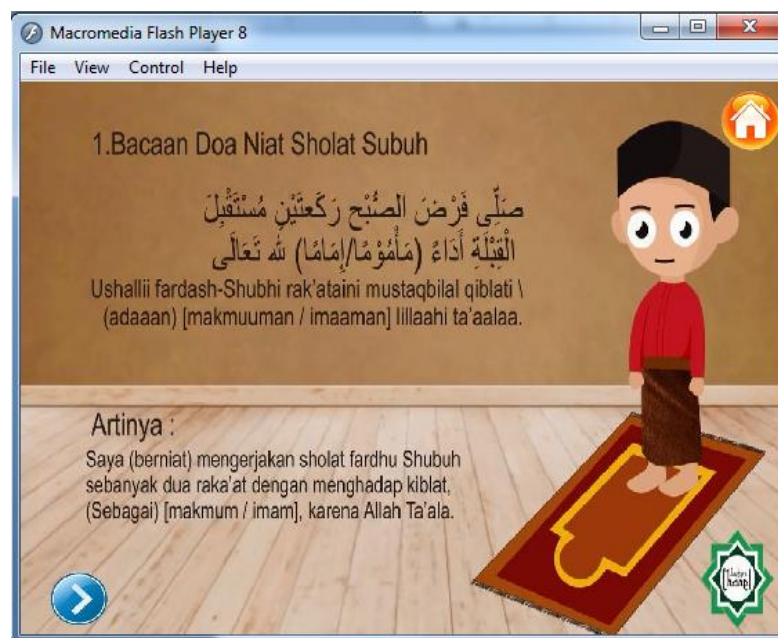 Macromedia Flash Player 8
File View Control Help
1.Bacaan Doa Niat Sholat Subuh
صَلِّى فَرْضَ الصُّبْح رَكَعتَيْنِ مُسْتَقْبِلَ
الْقِبْلَةِ أَدَاءً (مَأْمُوْمًا/إِمَامًا) لله تَعَالَى
Ushallii fardash-Shubhi rak'ataini mustaqbilal qiblati \
(adaaan) [makmuuman / imaaman] lillaahi ta'aalaa.
Artinya :
Saya (berniat) mengerjakan sholat fardhu Shubuh
sebanyak dua raka'at dengan menghadap kiblat,
(Sebagai) [makmum / imam], karena Allah Ta'ala.